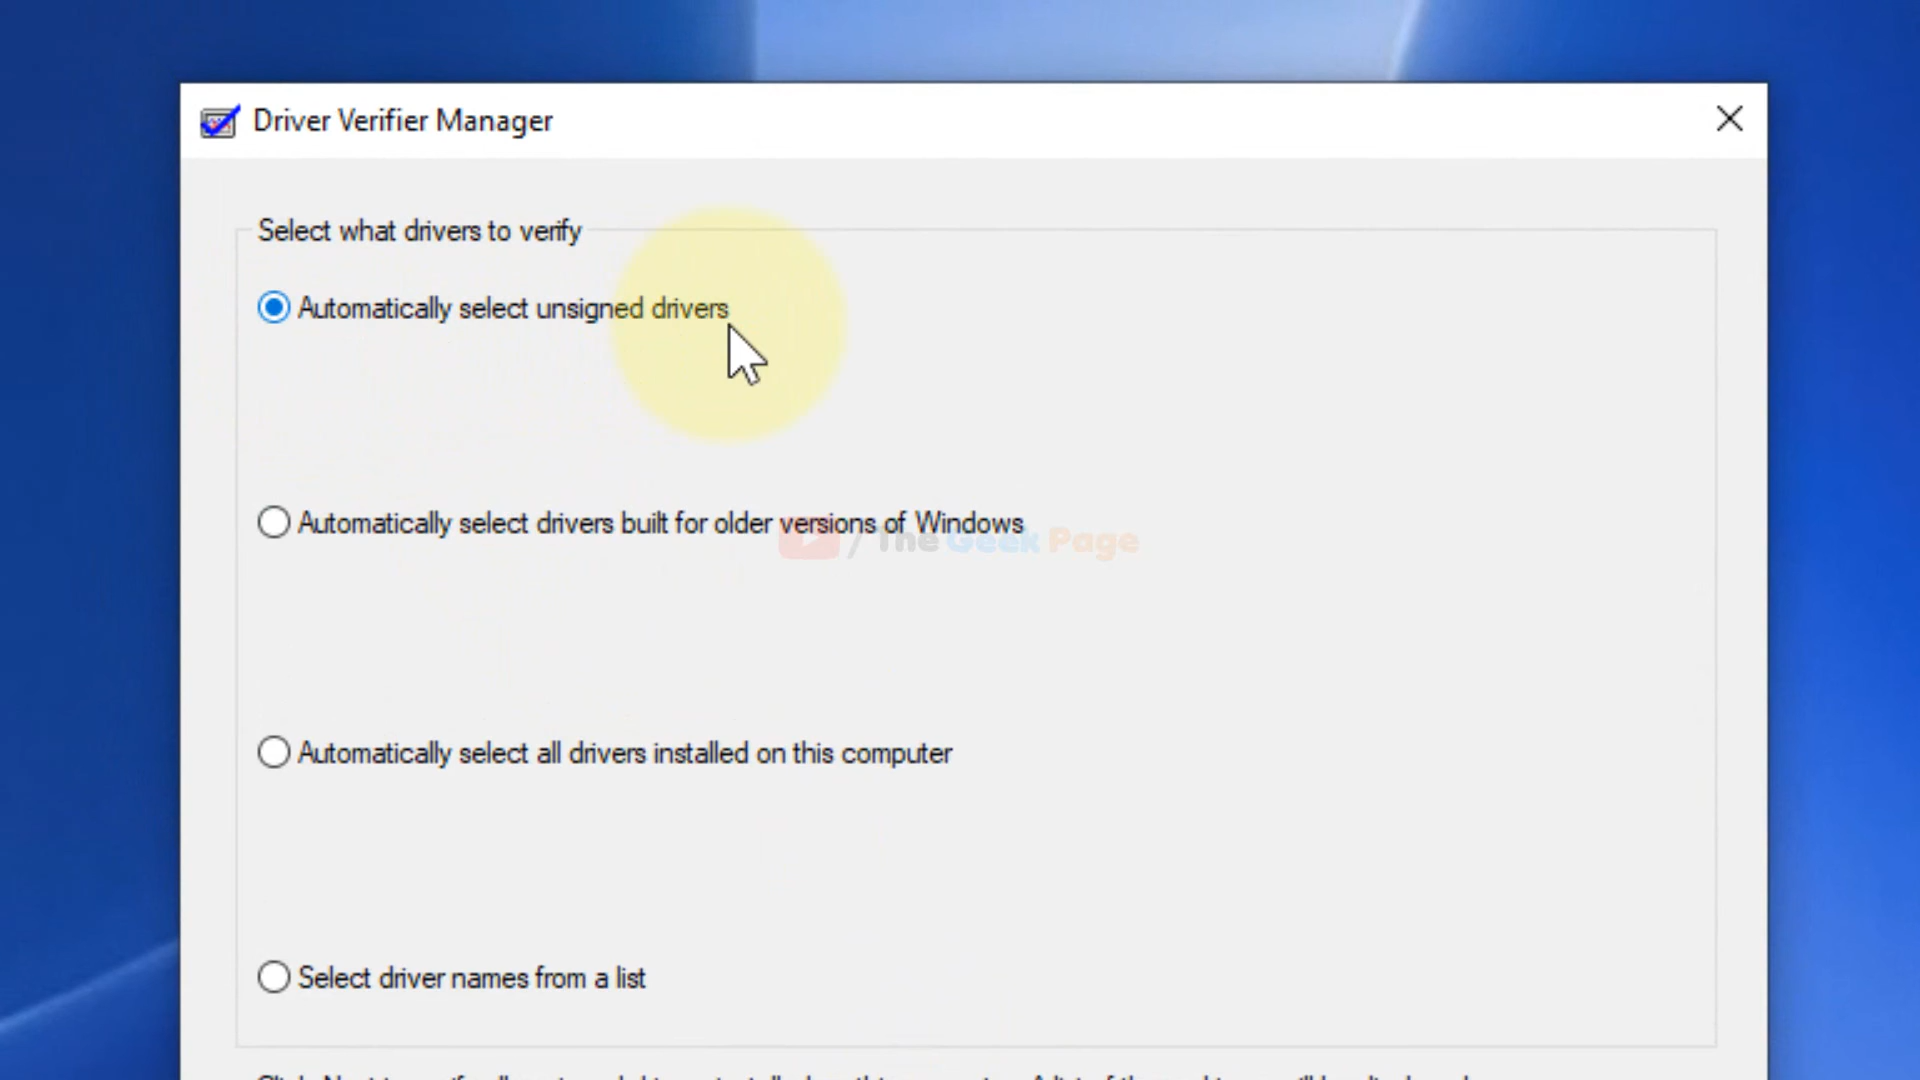 Driver Verifier Manager
Select what drivers to verify
Automatically select unsigned drivers
Automatically select drivers built for older versions of Windows
/ The Geek Page
Automatically select all drivers installed on this computer
Select driver names from a list